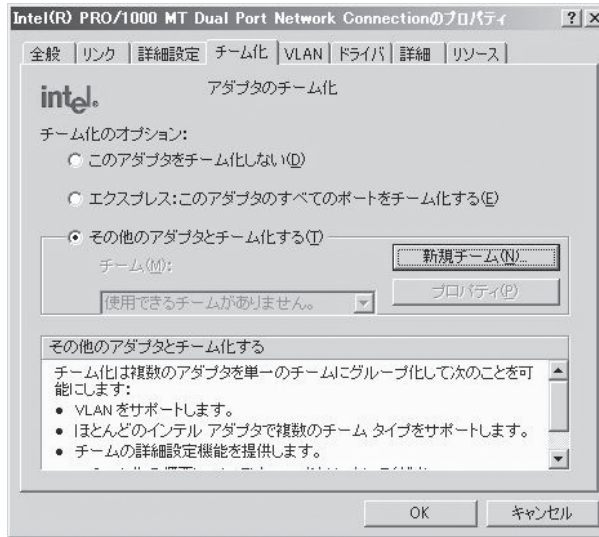 Intel(R) PRO/1000 MT Dual Port Network Connectionのプロパティ
全般 リンク 詳細設定 チーム化 VLAN ドライバ 詳細 リソース
intel.
アダプタのチーム化
チーム化のオプション:
このアダプタをチーム化しない(D)
エクスプレス:このアダプタのすべてのポートをチーム化する(E)
その他のアダプタとチーム化する(T)
新規チーム(N)...
チーム(M):
プロパティ(P)
使用できるチームがありません。
その他のアダプタとチーム化する
チーム化は複数のアダプタを単一のチームにグループ化して次のことを可
能にします:
• VLAN をサポートします。
• ほとんどのインテル アダプタで複数のチーム タイプをサポートします。
• チームの詳細設定機能を提供します。
OK キャンセル